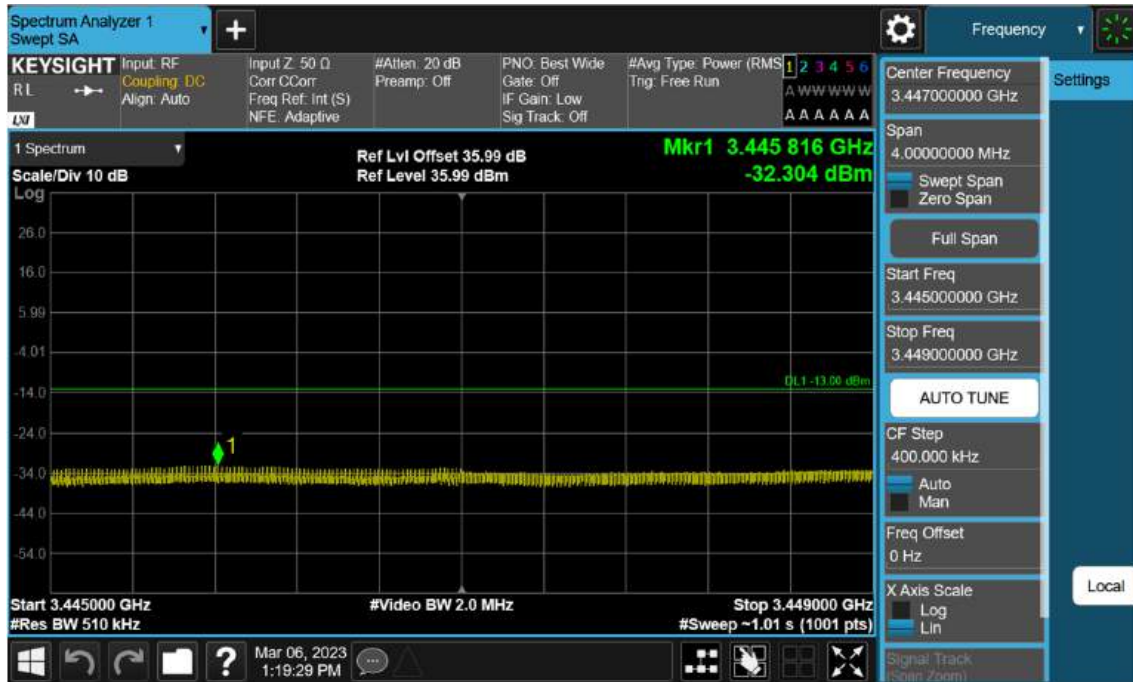 Spectrum Analyzer 1
Swept SA
Frequency
KEYSIGHT
RL
LXI
Input: RF
Coupling: DC
Align: Auto
Input Z: 50 Ω
Corr CCorr
Freq Ref: Int (S)
NFE: Adaptive
#Atten: 20 dB
Preamp: Off
PNO: Best Wide
Gate: Off
IF Gain: Low
Sig Track: Off
#Avg Type: Power (RMS
Trig: Free Run
1 2 3 4 5 6
A W W W W W
A A A A A A
1 Spectrum
Scale/Div 10 dB
Ref Lvl Offset 35.99 dB
Ref Level 35.99 dBm
Mkr1 3.445 816 GHz
-32.304 dBm
Log
26.0
16.0
5.99
-4.01
DL1 -13.00 dBm
-14.0
-24.0
1
-34.0
-44.0
-54.0
Start 3.445000 GHz
#Video BW 2.0 MHz
Stop 3.449000 GHz
#Res BW 510 kHz
#Sweep ~1.01 s (1001 pts)
?
Mar 06, 2023
1:19:29 PM
Center Frequency
3.447000000 GHz
Span
4.00000000 MHz
Swept Span
Zero Span
Full Span
Start Freq
3.445000000 GHz
Stop Freq
3.449000000 GHz
AUTO TUNE
CF Step
400.000 kHz
Auto
Man
Freq Offset
0 Hz
X Axis Scale
Log
Lin
Signal Track
(Span Zoom)
Settings
Local